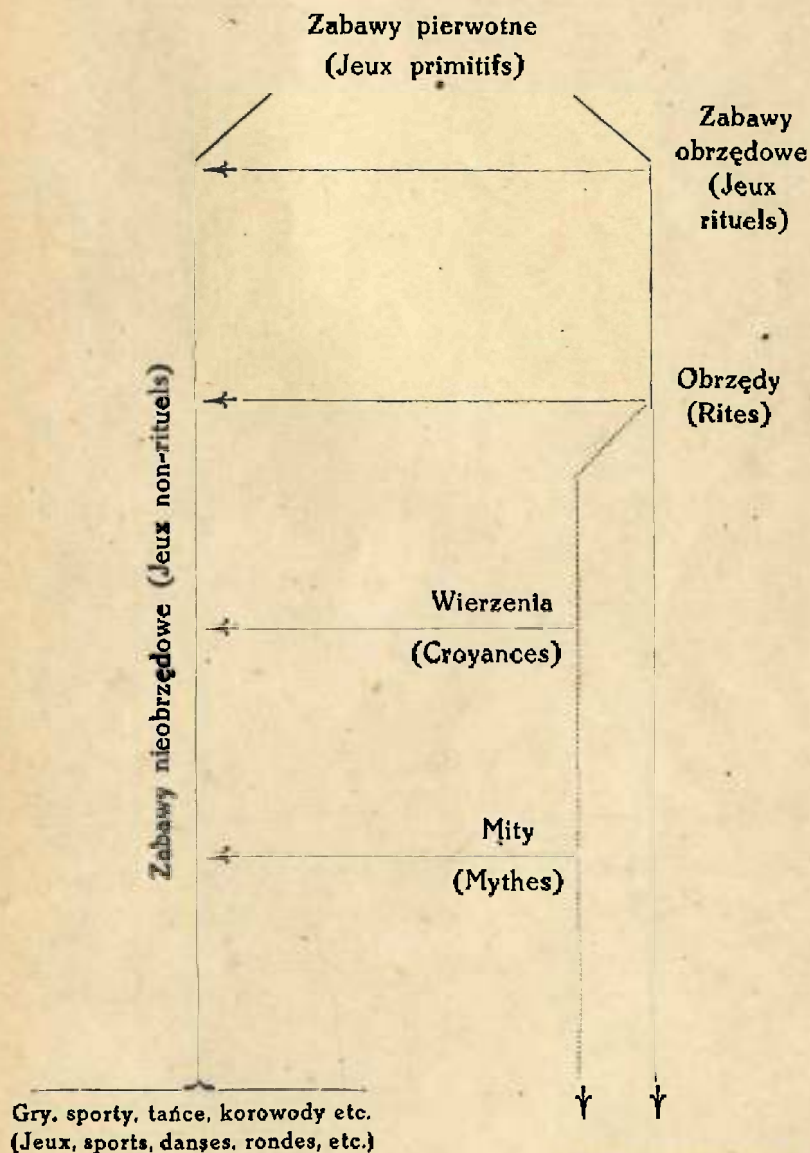 Zabawy pierwotne
(Jeux primitifs)
Zabawy
obrzędowe
(Jeux
rituels)
Obrzędy
(Rites)
Zabawy nieobrzędowe (Jeux non-rituels)
Wierzenia
(Croyances)
Mity
(Mythes)
Gry, sporty, tańce, korowody etc.
(Jeux, sports, danses, rondes, etc.)